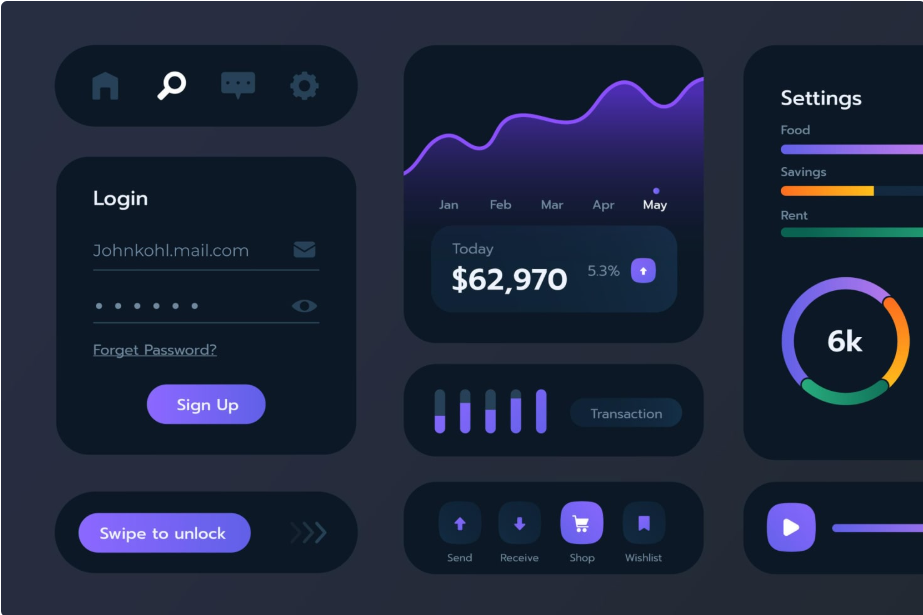 Login
Johnkohl.mail.com
Forget Password?
Sign Up
Swipe to unlock
Jan Feb Mar Apr May
Today
$62,970 5.3%
Transaction
Send Receive Shop Wishlist
Settings
Food
Savings
Rent
6k